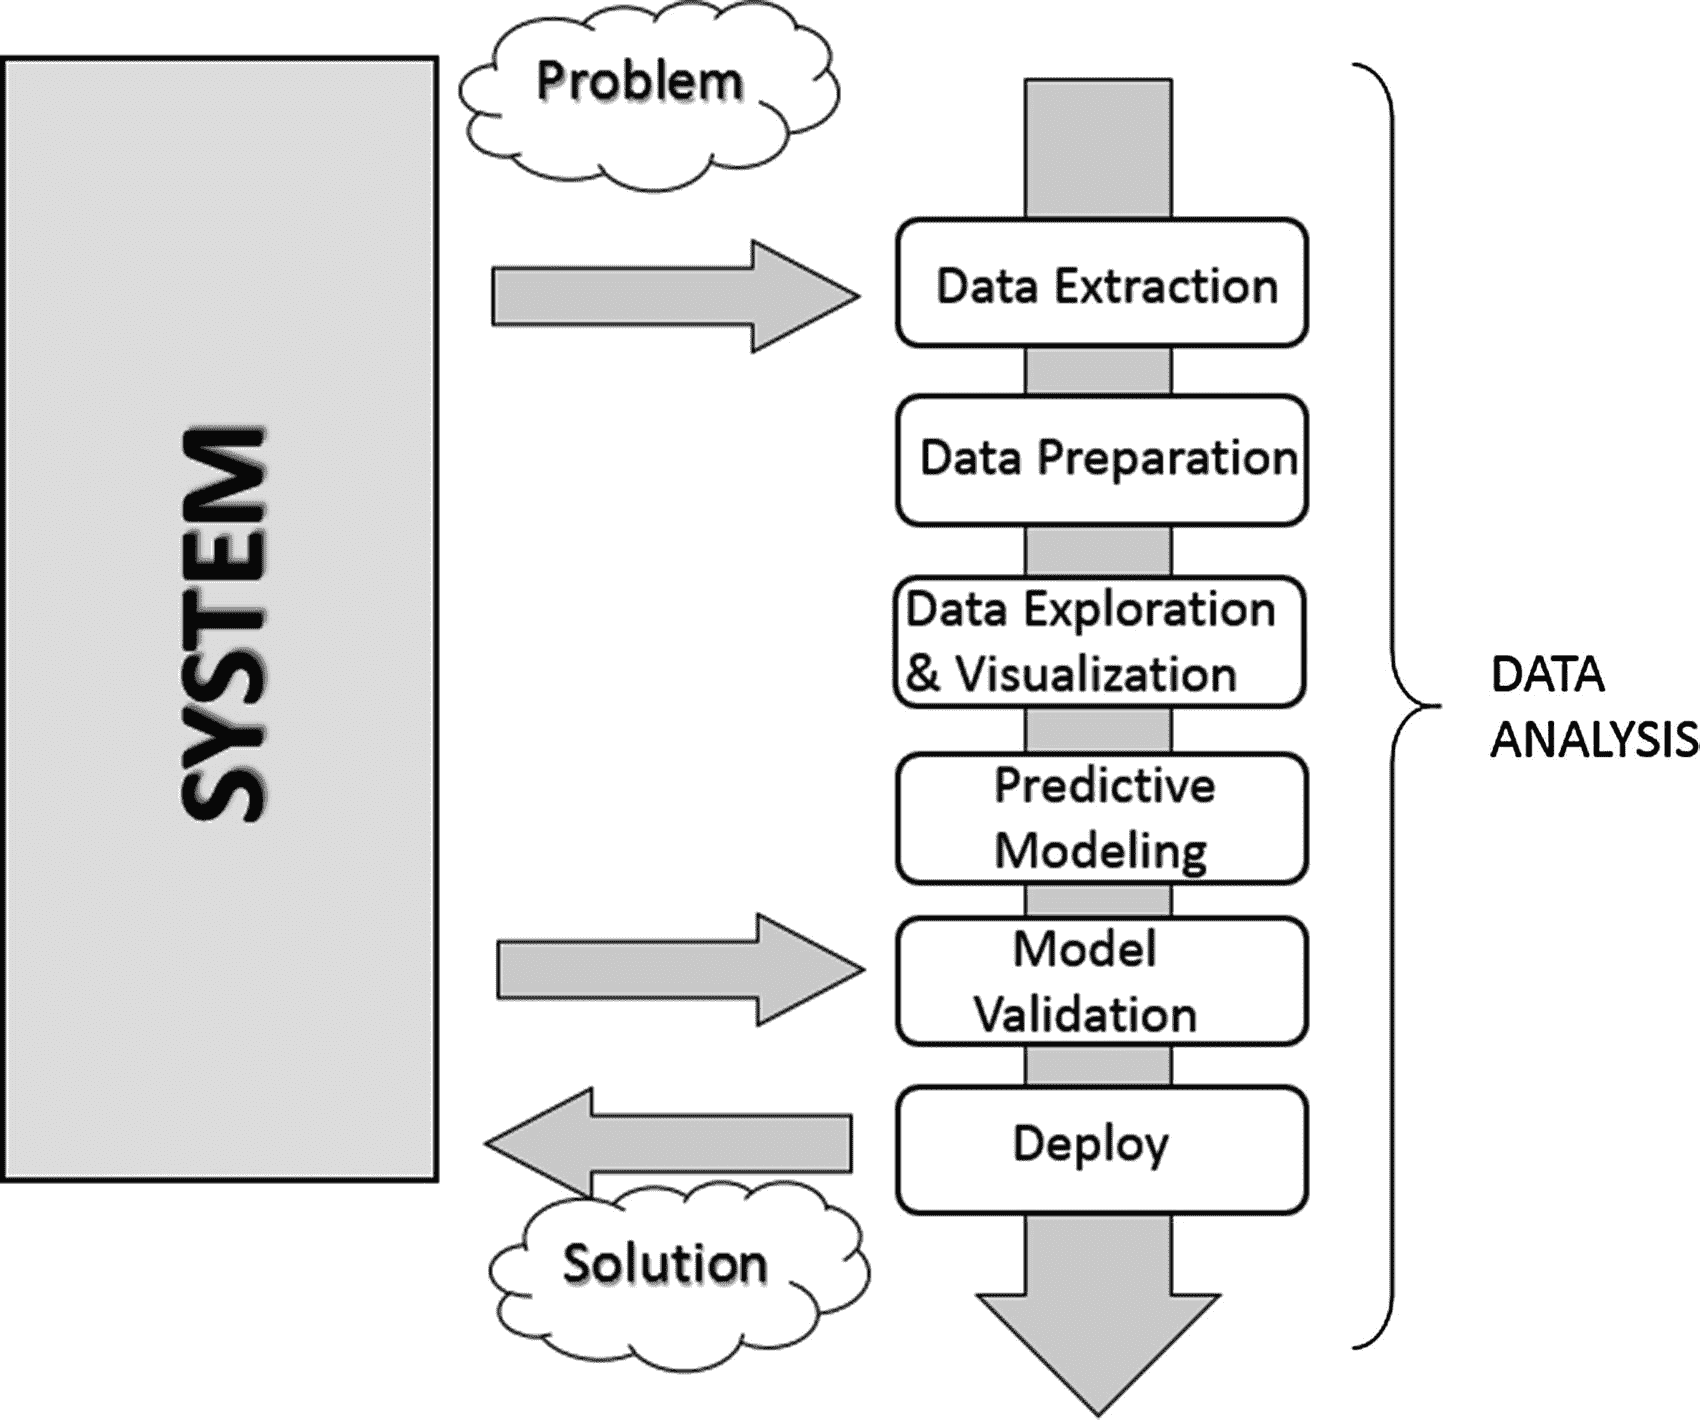 Problem
SYSTEM
Data Extraction
Data Preparation
Data Exploration
& Visualization
Predictive
Modeling
Model
Validation
Deploy
Solution
DATA
ANALYSIS